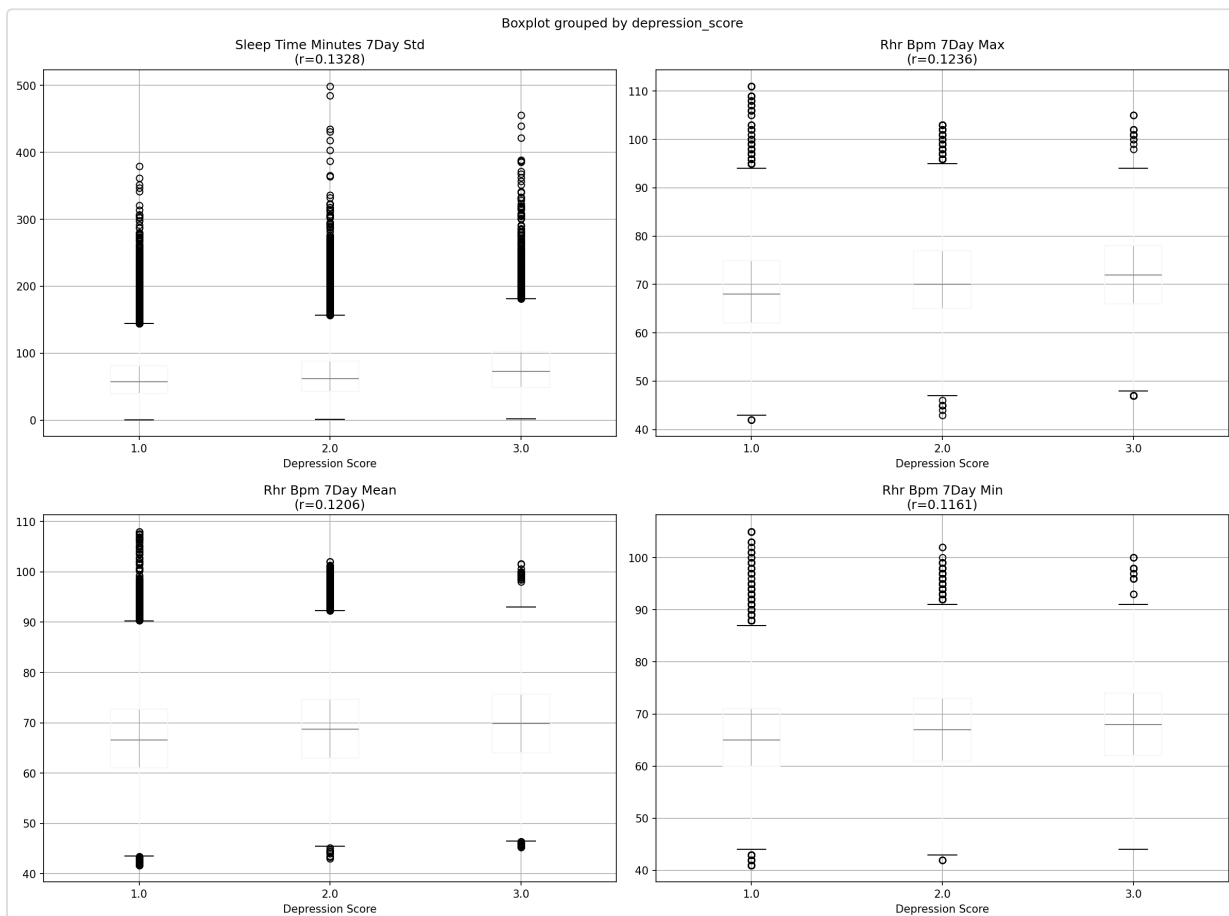 Boxplot grouped by depression_score
Sleep Time Minutes 7Day Std
(r=0.1328)
500
400
300
200
100
0
1.0 2.0 3.0
Depression Score
Rhr Bpm 7Day Max
(r=0.1236)
110
100
90
80
70
60
50
40
1.0 2.0 3.0
Depression Score
Rhr Bpm 7Day Mean
(r=0.1206)
110
100
90
80
70
60
50
40
1.0 2.0 3.0
Depression Score
Rhr Bpm 7Day Min
(r=0.1161)
100
90
80
70
60
50
40
1.0 2.0 3.0
Depression Score